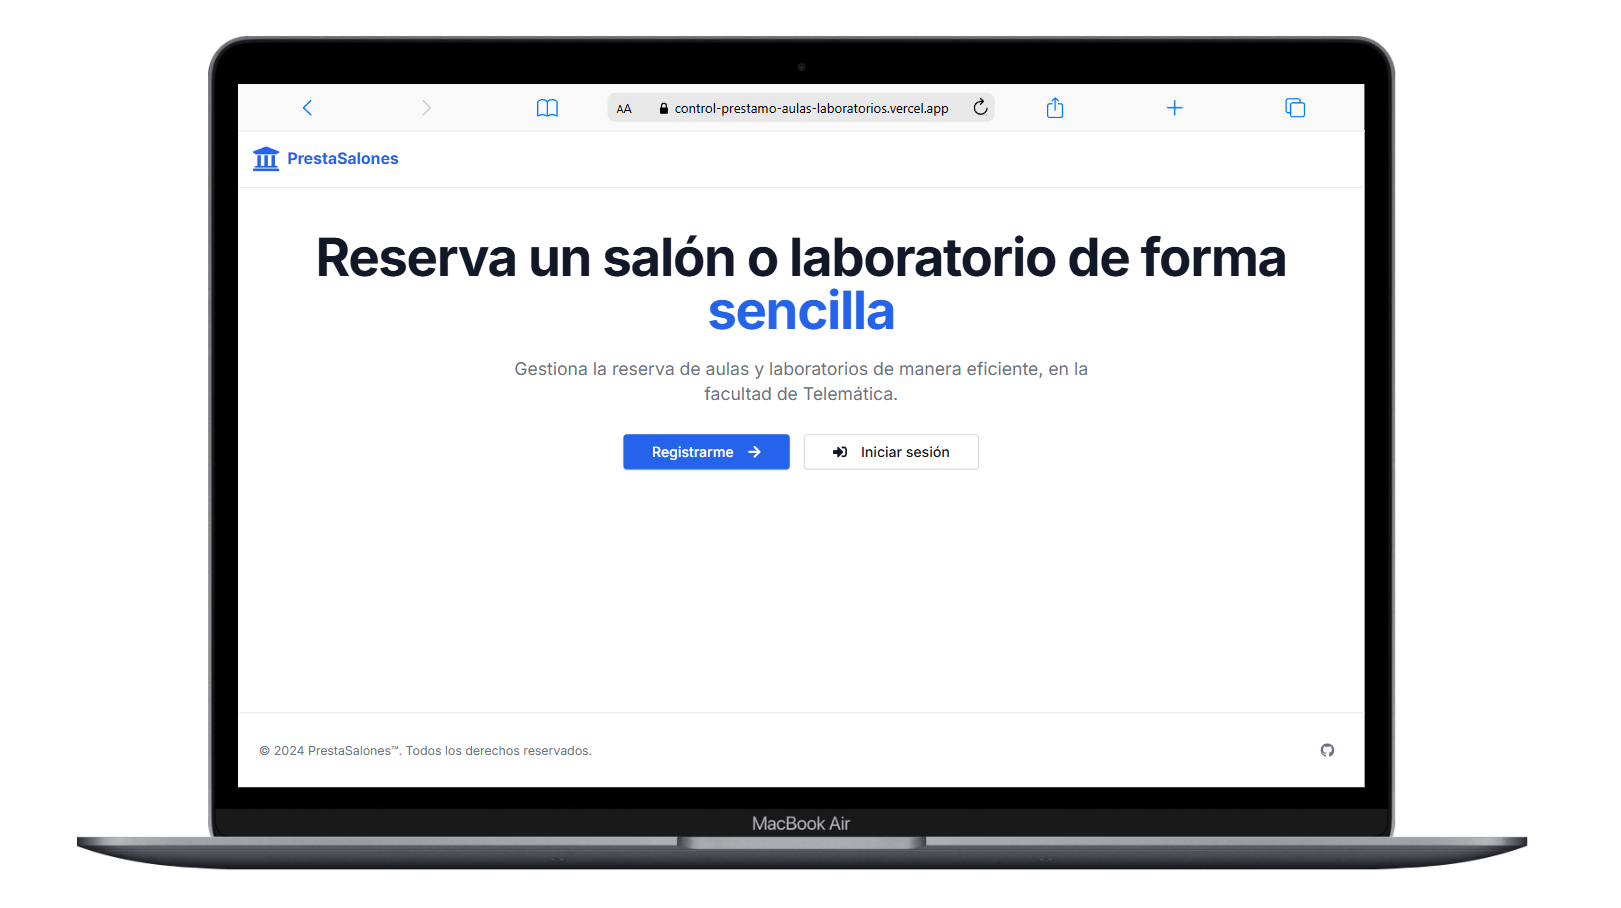 AA control-prestamo-aulas-laboratorios.vercel.app
PrestaSalones
Reserva un salón o laboratorio de forma
sencilla
Gestiona la reserva de aulas y laboratorios de manera eficiente, en la
facultad de Telemática.
Registrarme Iniciar sesión
© 2024 PrestaSalones™. Todos los derechos reservados.
MacBook Air